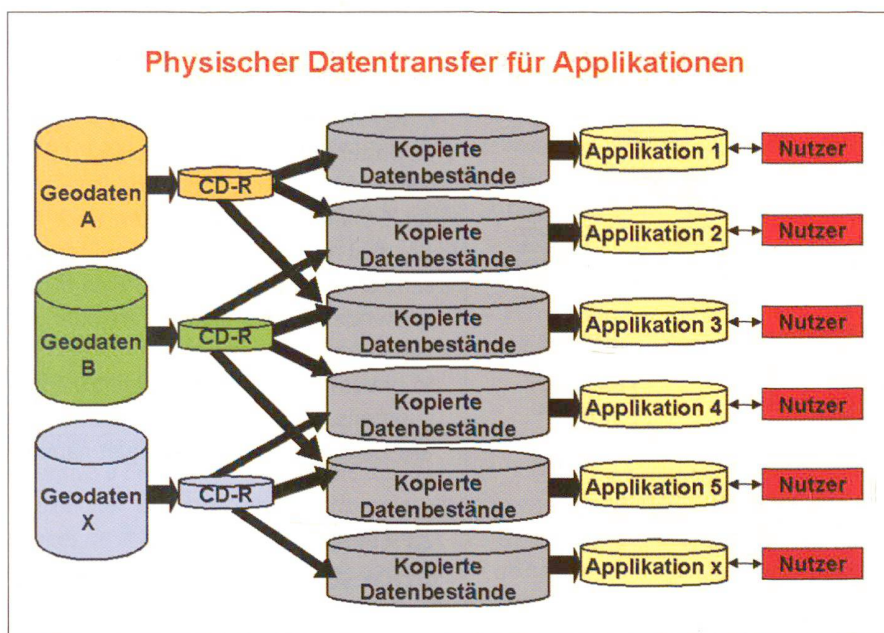 Physischer Datentransfer für Applikationen
Geodaten
A
CD-R
Geodaten
B
CD-R
Geodaten
X
CD-R
Kopierte
Datenbestände
Applikation 1
Nutzer
Kopierte
Datenbestände
Applikation 2
Nutzer
Kopierte
Datenbestände
Applikation 3
Nutzer
Kopierte
Datenbestände
Applikation 4
Nutzer
Kopierte
Datenbestände
Applikation 5
Nutzer
Kopierte
Datenbestände
Applikation x
Nutzer